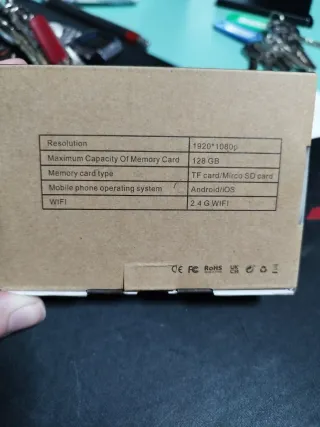 Resolution 1920*1080p
Maximum Capacity Of Memory Card 128 GB
Memory card type TF card/Micro SD card
Mobile phone operating system Android/iOS
WIFI 2.4 G WIFI
CE FC RoHS